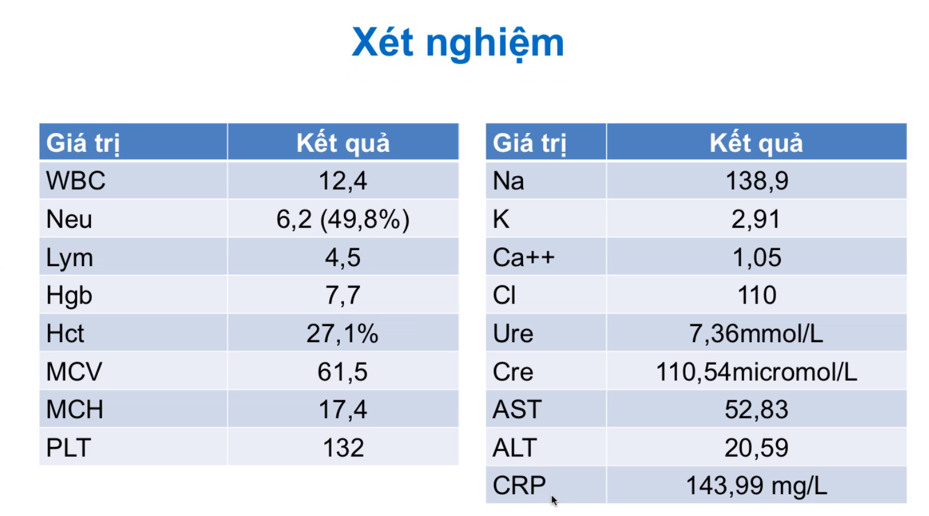 Xét nghiệm
Giá trị Kết quả
WBC 12,4
Neu 6,2 (49,8%)
Lym 4,5
Hgb 7,7
Hct 27,1%
MCV 61,5
MCH 17,4
PLT 132
Giá trị Kết quả
Na 138,9
K 2,91
Ca++ 1,05
Cl 110
Ure 7,36mmol/L
Cre 110,54micromol/L
AST 52,83
ALT 20,59
CRP 143,99 mg/L